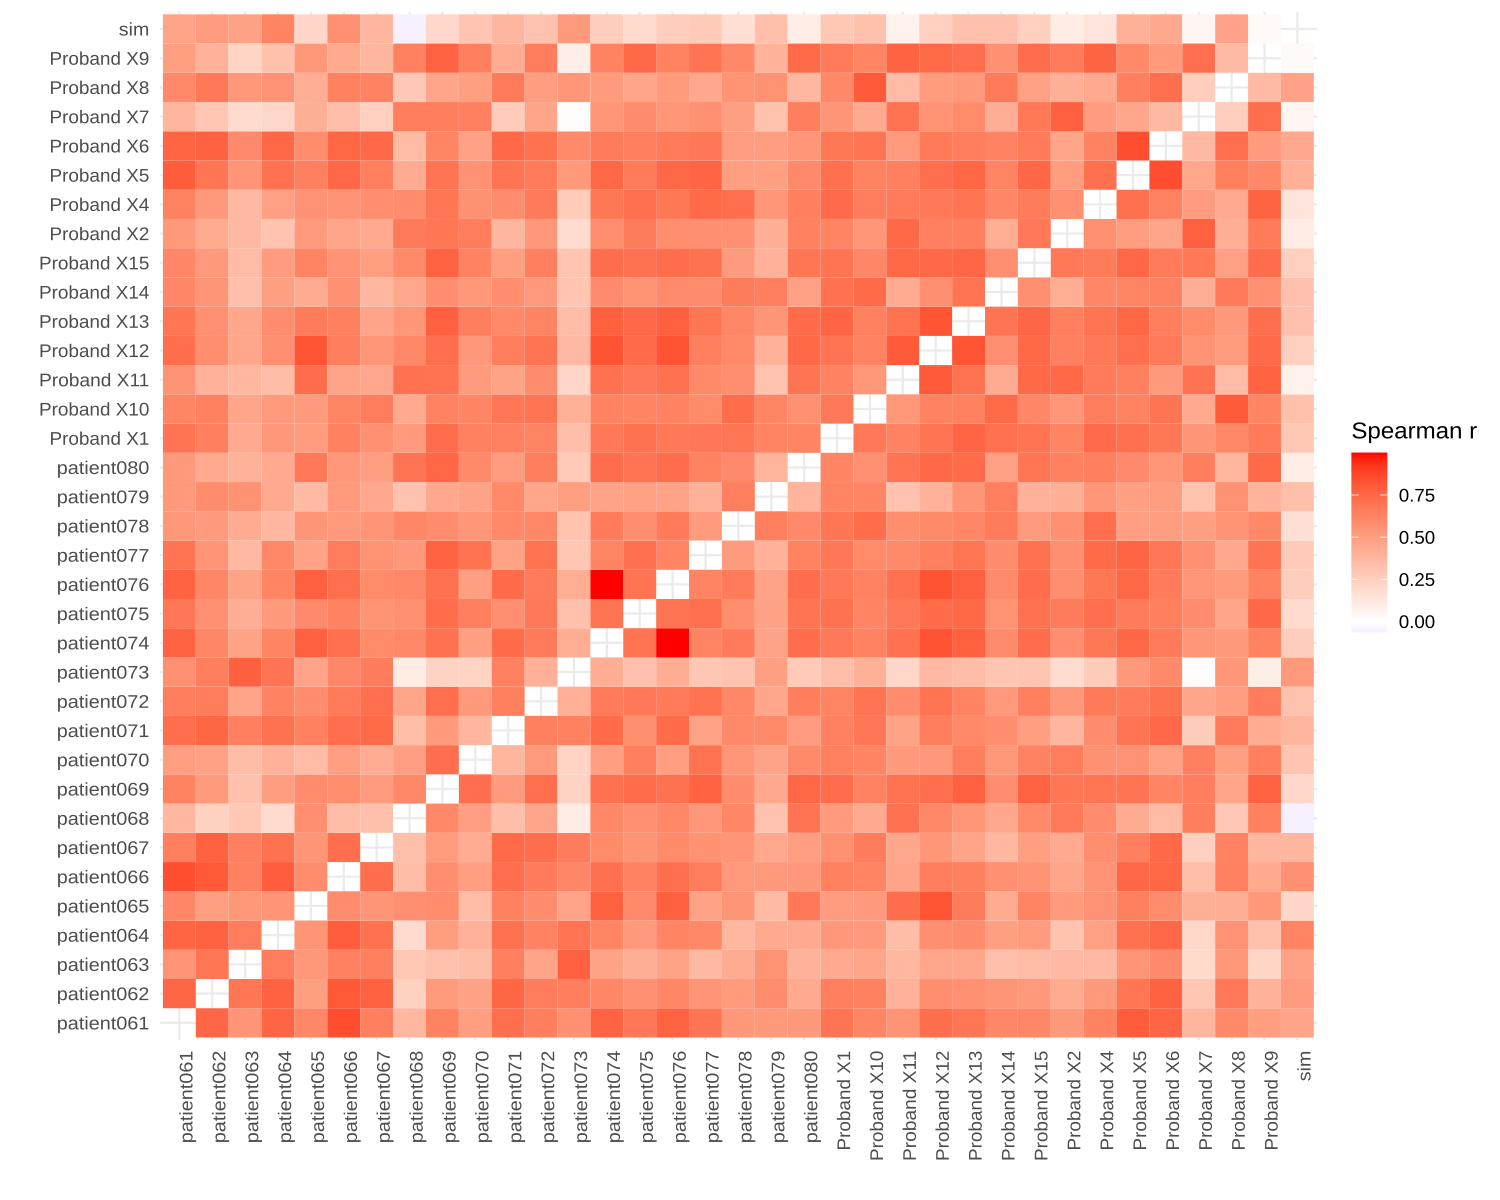 sim
Proband X9
Proband X8
Proband X7
Proband X6
Proband X5
Proband X4
Proband X2
Proband X15
Proband X14
Proband X13
Proband X12
Proband X11
Proband X10
Proband X1
patient080
patient079
patient078
patient077
patient076
patient075
patient074
patient073
patient072
patient071
patient070
patient069
patient068
patient067
patient066
patient065
patient064
patient063
patient062
patient061
patient061
patient062
patient063
patient064
patient065
patient066
patient067
patient068
patient069
patient070
patient071
patient072
patient073
patient074
patient075
patient076
patient077
patient078
patient079
patient080
Proband X1
Proband X10
Proband X11
Proband X12
Proband X13
Proband X14
Proband X15
Proband X2
Proband X4
Proband X5
Proband X6
Proband X7
Proband X8
Proband X9
sim
Spearman r
0.75
0.50
0.25
0.00